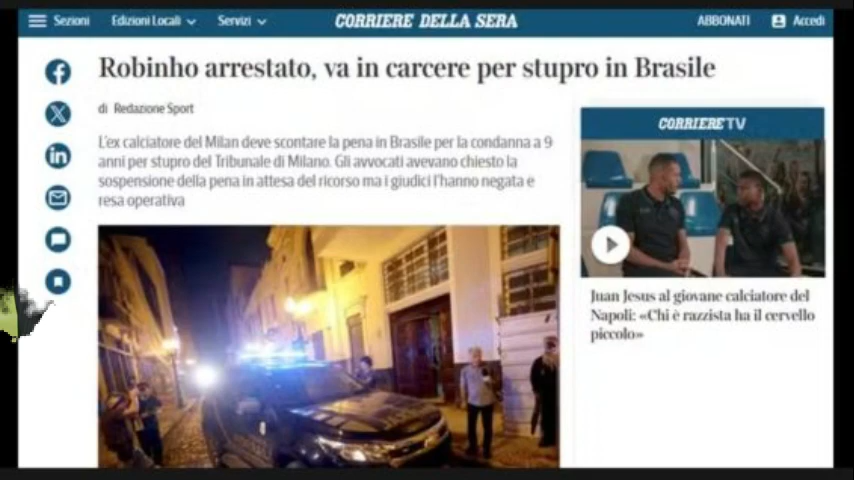 Sezioni Edizioni Locali Servizi CORRIERE DELLA SERA ABBONATI Accedi
Robinho arrestato, va in carcere per stupro in Brasile
di Redazione Sport
L'ex calciatore del Milan deve scontare la pena in Brasile per la condanna a 9
anni per stupro del Tribunale di Milano. Gli avvocati avevano chiesto la
sospensione della pena in attesa del ricorso ma i giudici l'hanno negata e
resa operativa
CORRIERE TV
Juan Jesus al giovane calciatore del
Napoli: «Chi è razzista ha il cervello
piccolo»